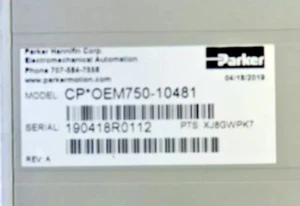 Parker Hannifin Corp.
Electromechanical Automation
Phone 707-584-7558
www.parkermotion.com
Parker
04/18/2019
MODEL: CP*OEM750-10481
SERIAL: 190418R0112 PTS: XJ8GWPK7
REV: A